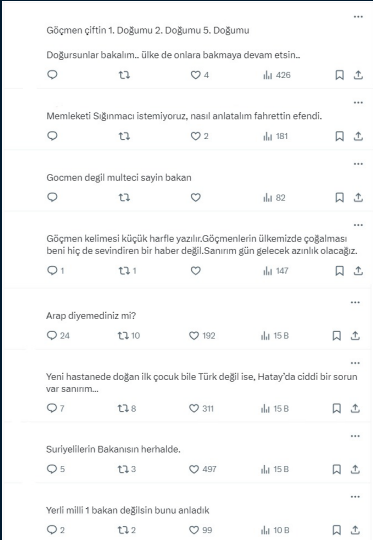 Göçmen çiftin 1. Doğumu 2. Doğumu 5. Doğumu
Doğursunlar bakalım.. ülke de onlara bakmaya devam etsin..
4 426
Memleketi Sığınmacı istemiyoruz, nasıl anlatalım fahrettin efendi.
2 181
Gocmen degil multeci sayin bakan
82
Göçmen kelimesi küçük harfle yazılır.Göçmenlerin ülkemizde çoğalması
beni hiç de sevindiren bir haber değil.Sanırım gün gelecek azınlık olacağız.
1 1 147
Arap diyemediniz mi?
24 10 192 15 B
Yeni hastanede doğan ilk çocuk bile Türk değil ise, Hatay'da ciddi bir sorun
var sanırım...
7 8 311 15 B
Suriyelilerin Bakanısın herhalde.
5 3 497 15 B
Yerli milli 1 bakan değilsin bunu anladık
2 2 99 10 B